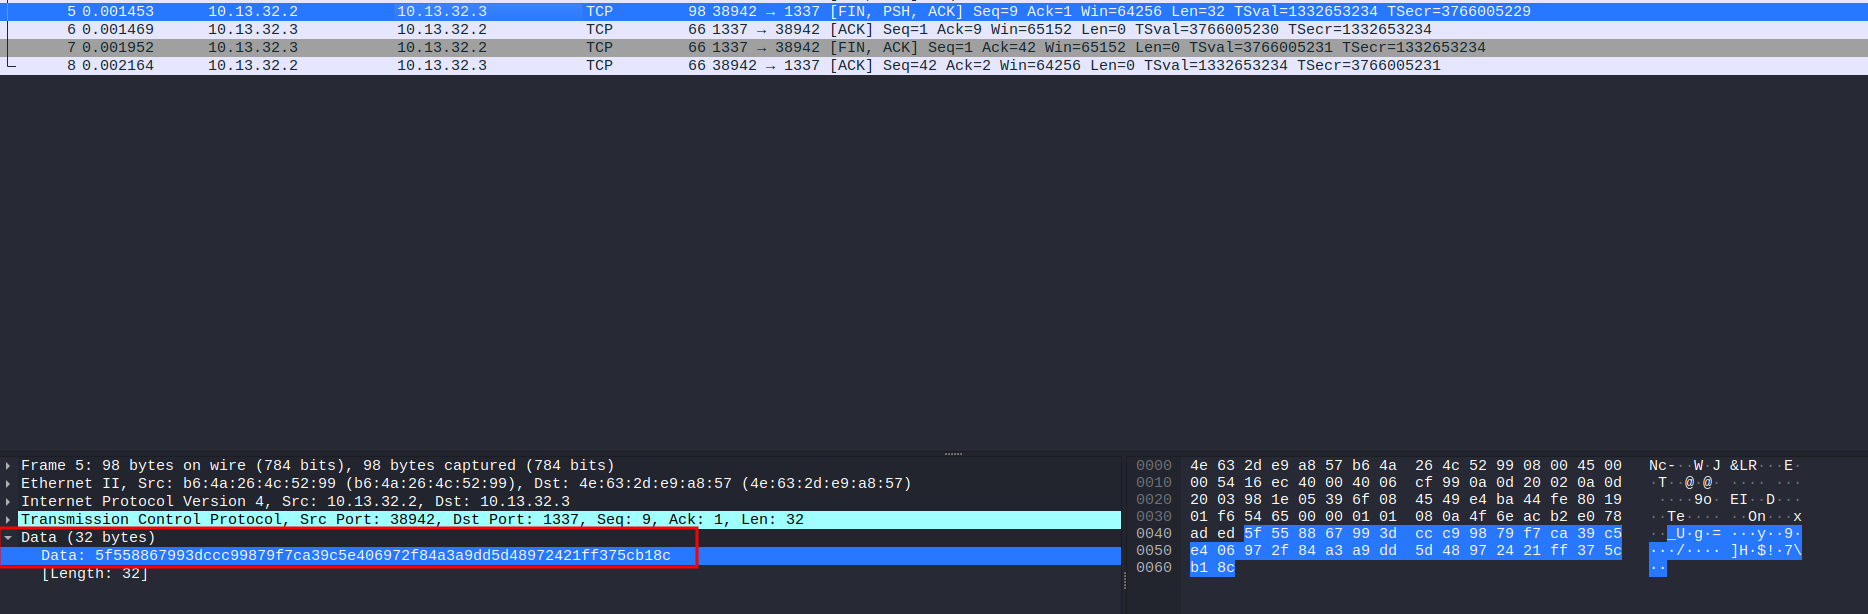 5 0.001453 10.13.32.2 10.13.32.3 TCP 98 38942 → 1337 [FIN, PSH, ACK] Seq=9 Ack=1 Win=64256 Len=32 TSval=1332653234 TSecr=3766005229
6 0.001469 10.13.32.3 10.13.32.2 TCP 66 1337 → 38942 [ACK] Seq=1 Ack=9 Win=65152 Len=0 TSval=3766005230 TSecr=1332653234
7 0.001952 10.13.32.3 10.13.32.2 TCP 66 1337 → 38942 [FIN, ACK] Seq=1 Ack=42 Win=65152 Len=0 TSval=3766005231 TSecr=1332653234
8 0.002164 10.13.32.2 10.13.32.3 TCP 66 38942 → 1337 [ACK] Seq=42 Ack=2 Win=64256 Len=0 TSval=1332653234 TSecr=3766005231
Frame 5: 98 bytes on wire (784 bits), 98 bytes captured (784 bits)
Ethernet II, Src: b6:4a:26:4c:52:99 (b6:4a:26:4c:52:99), Dst: 4e:63:2d:e9:a8:57 (4e:63:2d:e9:a8:57)
Internet Protocol Version 4, Src: 10.13.32.2, Dst: 10.13.32.3
Transmission Control Protocol, Src Port: 38942, Dst Port: 1337, Seq: 9, Ack: 1, Len: 32
Data (32 bytes)
Data: 5f558867993dccc99879f7ca39c5e406972f84a3a9dd5d48972421ff375cb18c
[Length: 32]
0000 4e 63 2d e9 a8 57 b6 4a 26 4c 52 99 08 00 45 00 Nc-··W·J &LR···E·
0010 00 54 16 ec 40 00 40 06 cf 99 0a 0d 20 02 0a 0d ·T··@·@· ···· ···
0020 20 03 98 1e 05 39 6f 08 45 49 e4 ba 44 fe 80 19 ····9o· EI··D···
0030 01 f6 54 65 00 00 01 01 08 0a 4f 6e ac b2 e0 78 ··Te···· ··On···x
0040 ad ed 5f 55 88 67 99 3d cc c9 98 79 f7 ca 39 c5 ··_U·g·= ···y··9·
0050 e4 06 97 2f 84 a3 a9 dd 5d 48 97 24 21 ff 37 5c ···/···· ]H·$!·7\
0060 b1 8c ··